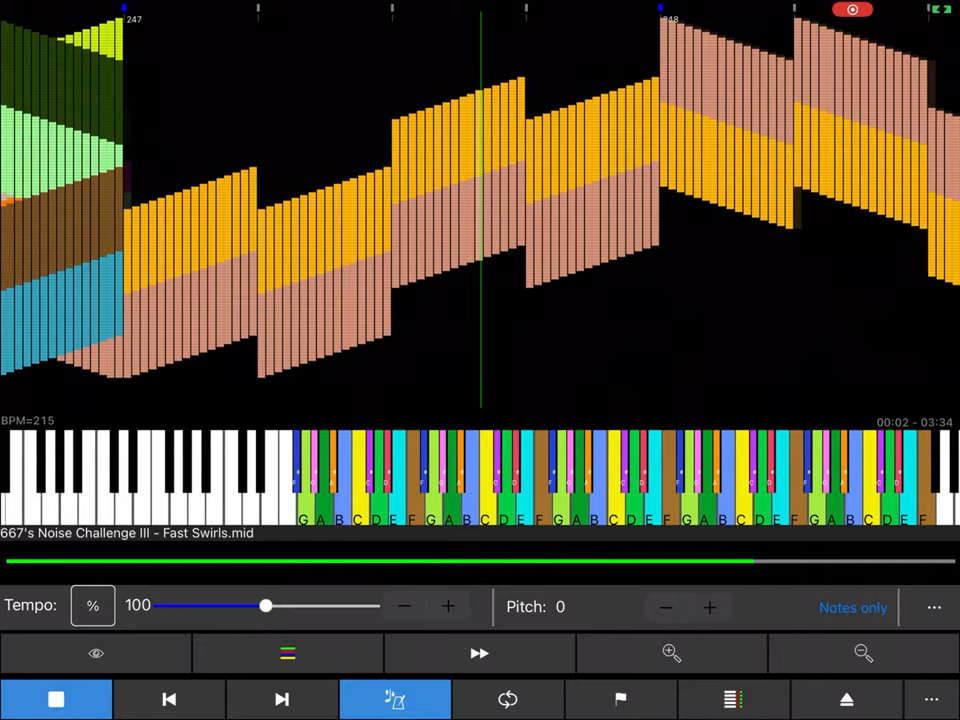 247
248
BPM=215
00:02 - 03:34
G A B C D E F G A B C D E F G A B C D E F G A B C D E F G A B C D E F
667's Noise Challenge III - Fast Swirls.mid
Tempo: % 100 − + Pitch: 0 − + Notes only ...
...